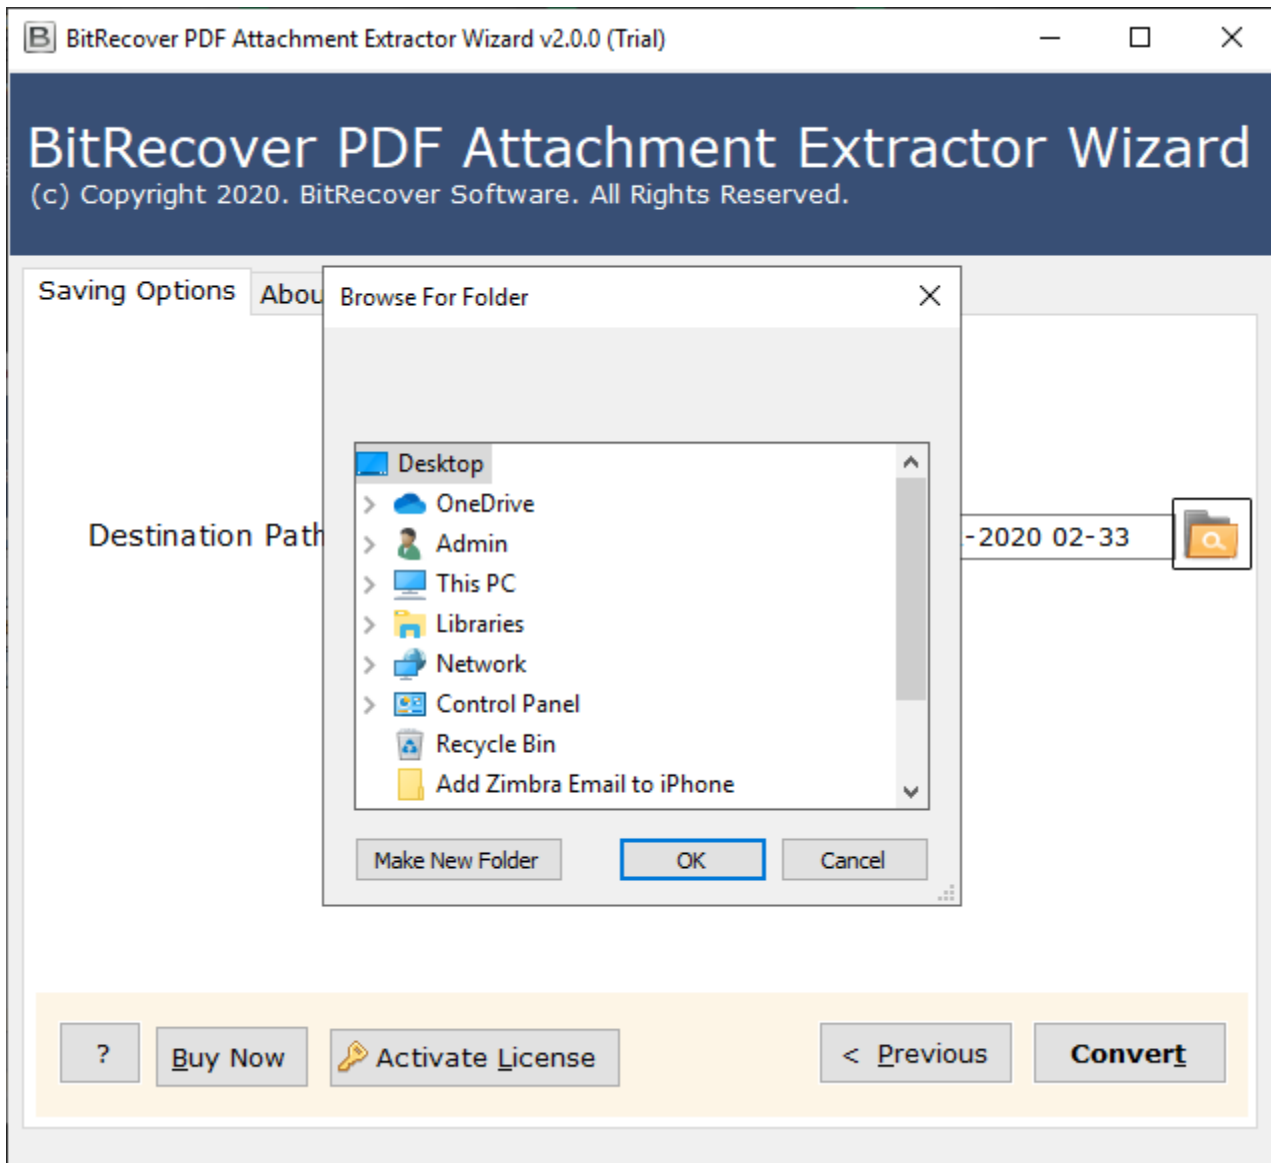 BitRecover PDF Attachment Extractor Wizard v2.0.0 (Trial)
BitRecover PDF Attachment Extractor Wizard
(c) Copyright 2020. BitRecover Software. All Rights Reserved.
Saving Options
Abou
Browse For Folder
Desktop
OneDrive
Admin
This PC
Libraries
Network
Control Panel
Recycle Bin
Add Zimbra Email to iPhone
Destination Path
-2020 02-33
Make New Folder
OK
Cancel
?
Buy Now
Activate License
< Previous
Convert